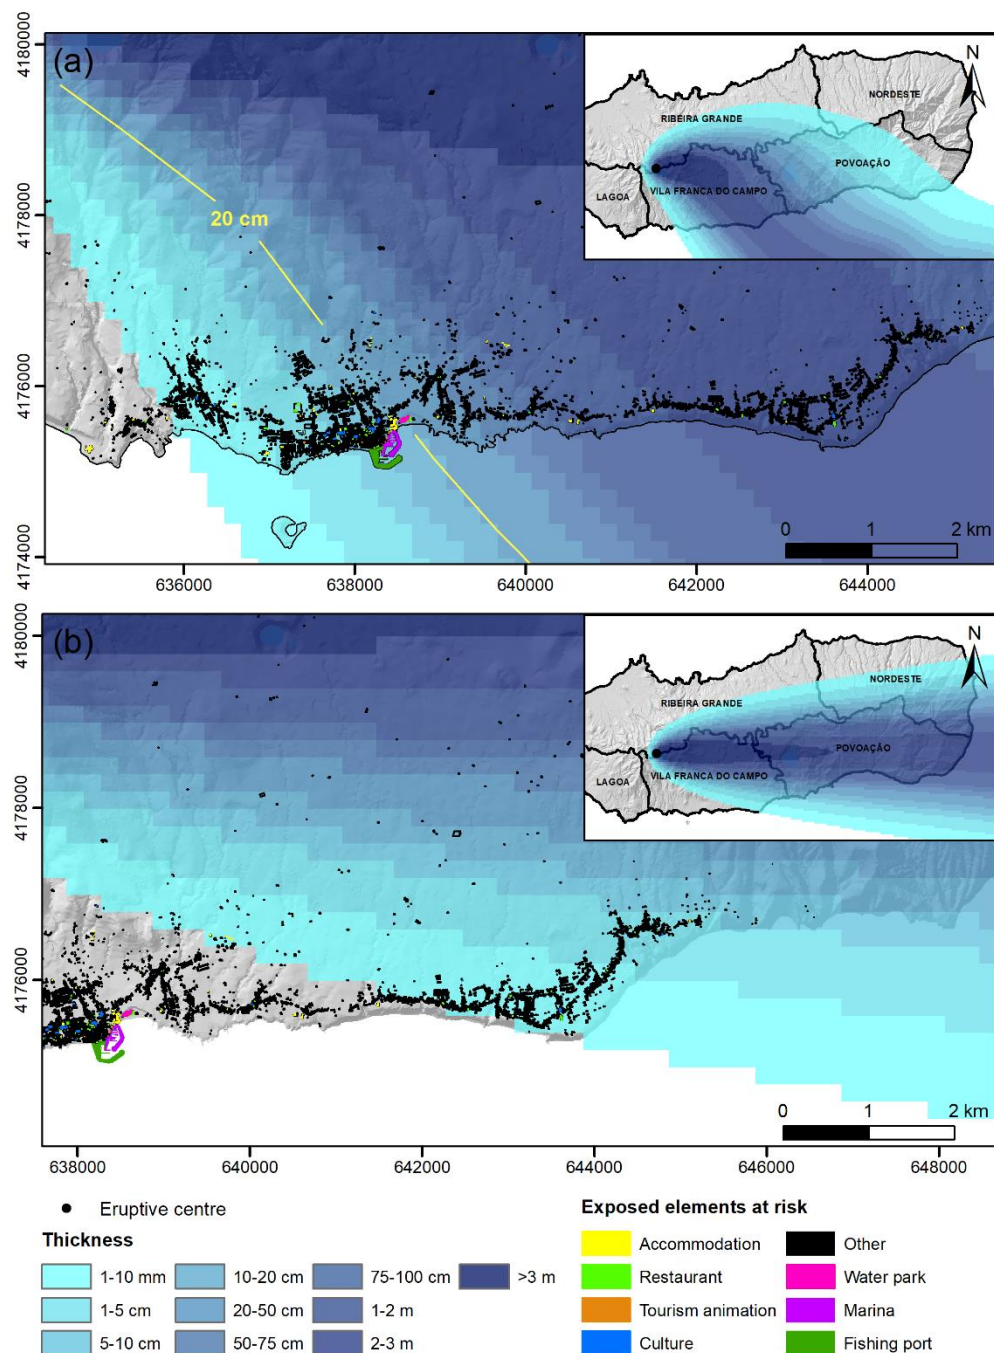 (a)
4180000
4178000
4176000
4174000
20 cm
N
NORDESTE
RIBEIRA GRANDE
POVOAÇÃO
LAGOA
VILA FRANCA DO CAMPO
0 1 2 km
636000 638000 640000 642000 644000
(b)
4180000
4178000
4176000
N
NORDESTE
RIBEIRA GRANDE
POVOAÇÃO
LAGOA
VILA FRANCA DO CAMPO
0 1 2 km
638000 640000 642000 644000 646000 648000
Eruptive centre
Thickness
1-10 mm 10-20 cm 75-100 cm >3 m
1-5 cm 20-50 cm 1-2 m
5-10 cm 50-75 cm 2-3 m
Exposed elements at risk
Accommodation Other
Restaurant Water park
Tourism animation Marina
Culture Fishing port